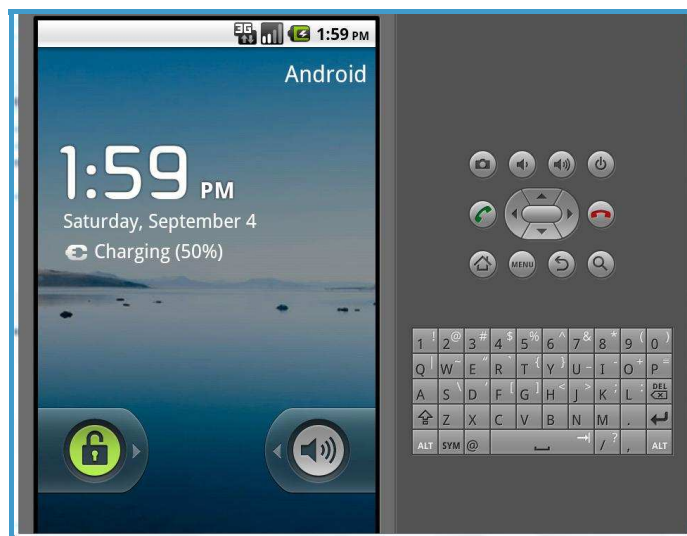 3G 1:59 PM
Android
1:59 PM
Saturday, September 4
Charging (50%)
MENU
1 ! 2 @ 3 # 4 $ 5 % 6 ^ 7 & 8 * 9 ( 0 )
Q | W ~ E " R ` T { Y } U _ I - O + P =
A S \ D ' F [ G ] H < J > K ; L : DEL
Z X C V B N M .
ALT SYM @ / ? , ALT